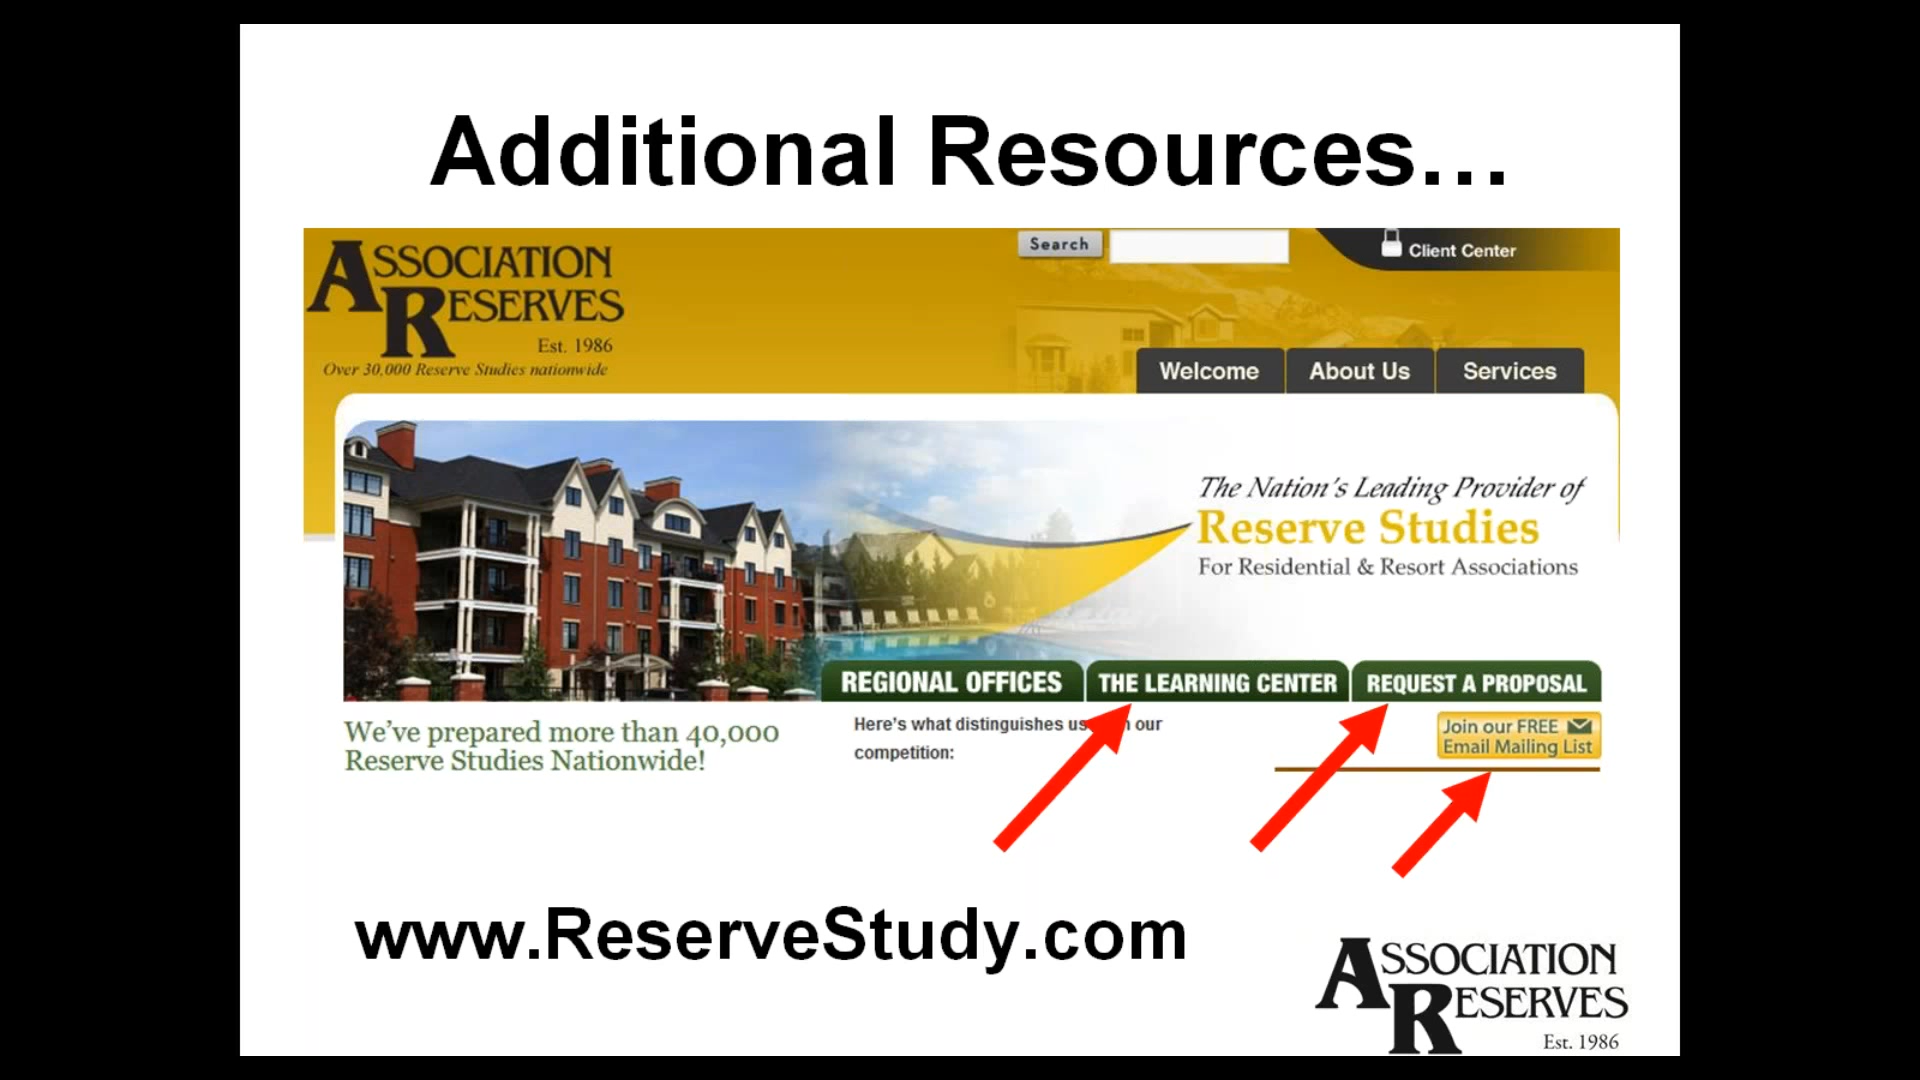 Additional Resources...
ASSOCIATION
RESERVES
Est. 1986
Over 30,000 Reserve Studies nationwide
Search
Client Center
Welcome
About Us
Services
The Nation's Leading Provider of
Reserve Studies
For Residential & Resort Associations
REGIONAL OFFICES
THE LEARNING CENTER
REQUEST A PROPOSAL
We've prepared more than 40,000
Reserve Studies Nationwide!
Here's what distinguishes us our
competition:
Join our FREE
Email Mailing List
www.ReserveStudy.com
ASSOCIATION
RESERVES
Est. 1986